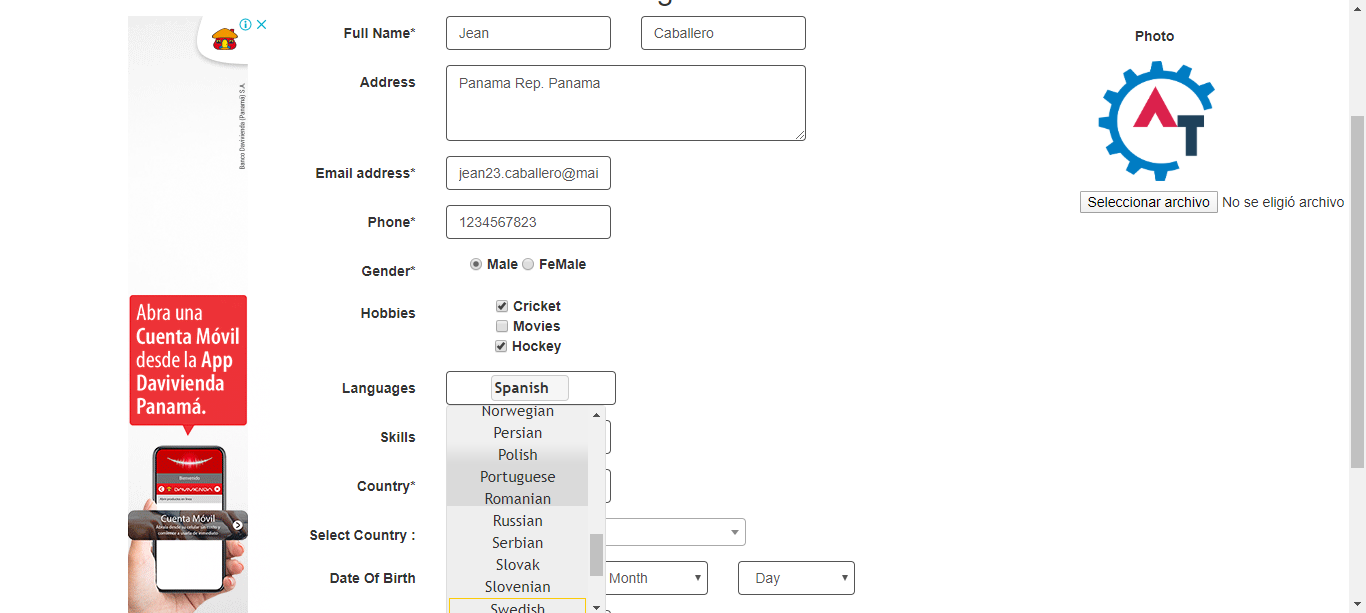 Full Name*
Jean
Caballero
Photo
Address
Panama Rep. Panama
Email address*
jean23.caballero@mai
Seleccionar archivo No se eligió archivo
Phone*
1234567823
Gender*
Male FeMale
Hobbies
Cricket
Movies
Hockey
Languages
Spanish
Norwegian
Persian
Polish
Portuguese
Romanian
Russian
Serbian
Slovak
Slovenian
Swedish
Skills
Country*
Select Country :
Date Of Birth
Month
Day
Banco Davivienda (Panamá) S.A.
Abra una
Cuenta Móvil
desde la App
Davivienda
Panamá.
Bienvenido
DAVIVIENDA
Cuenta Móvil
AT